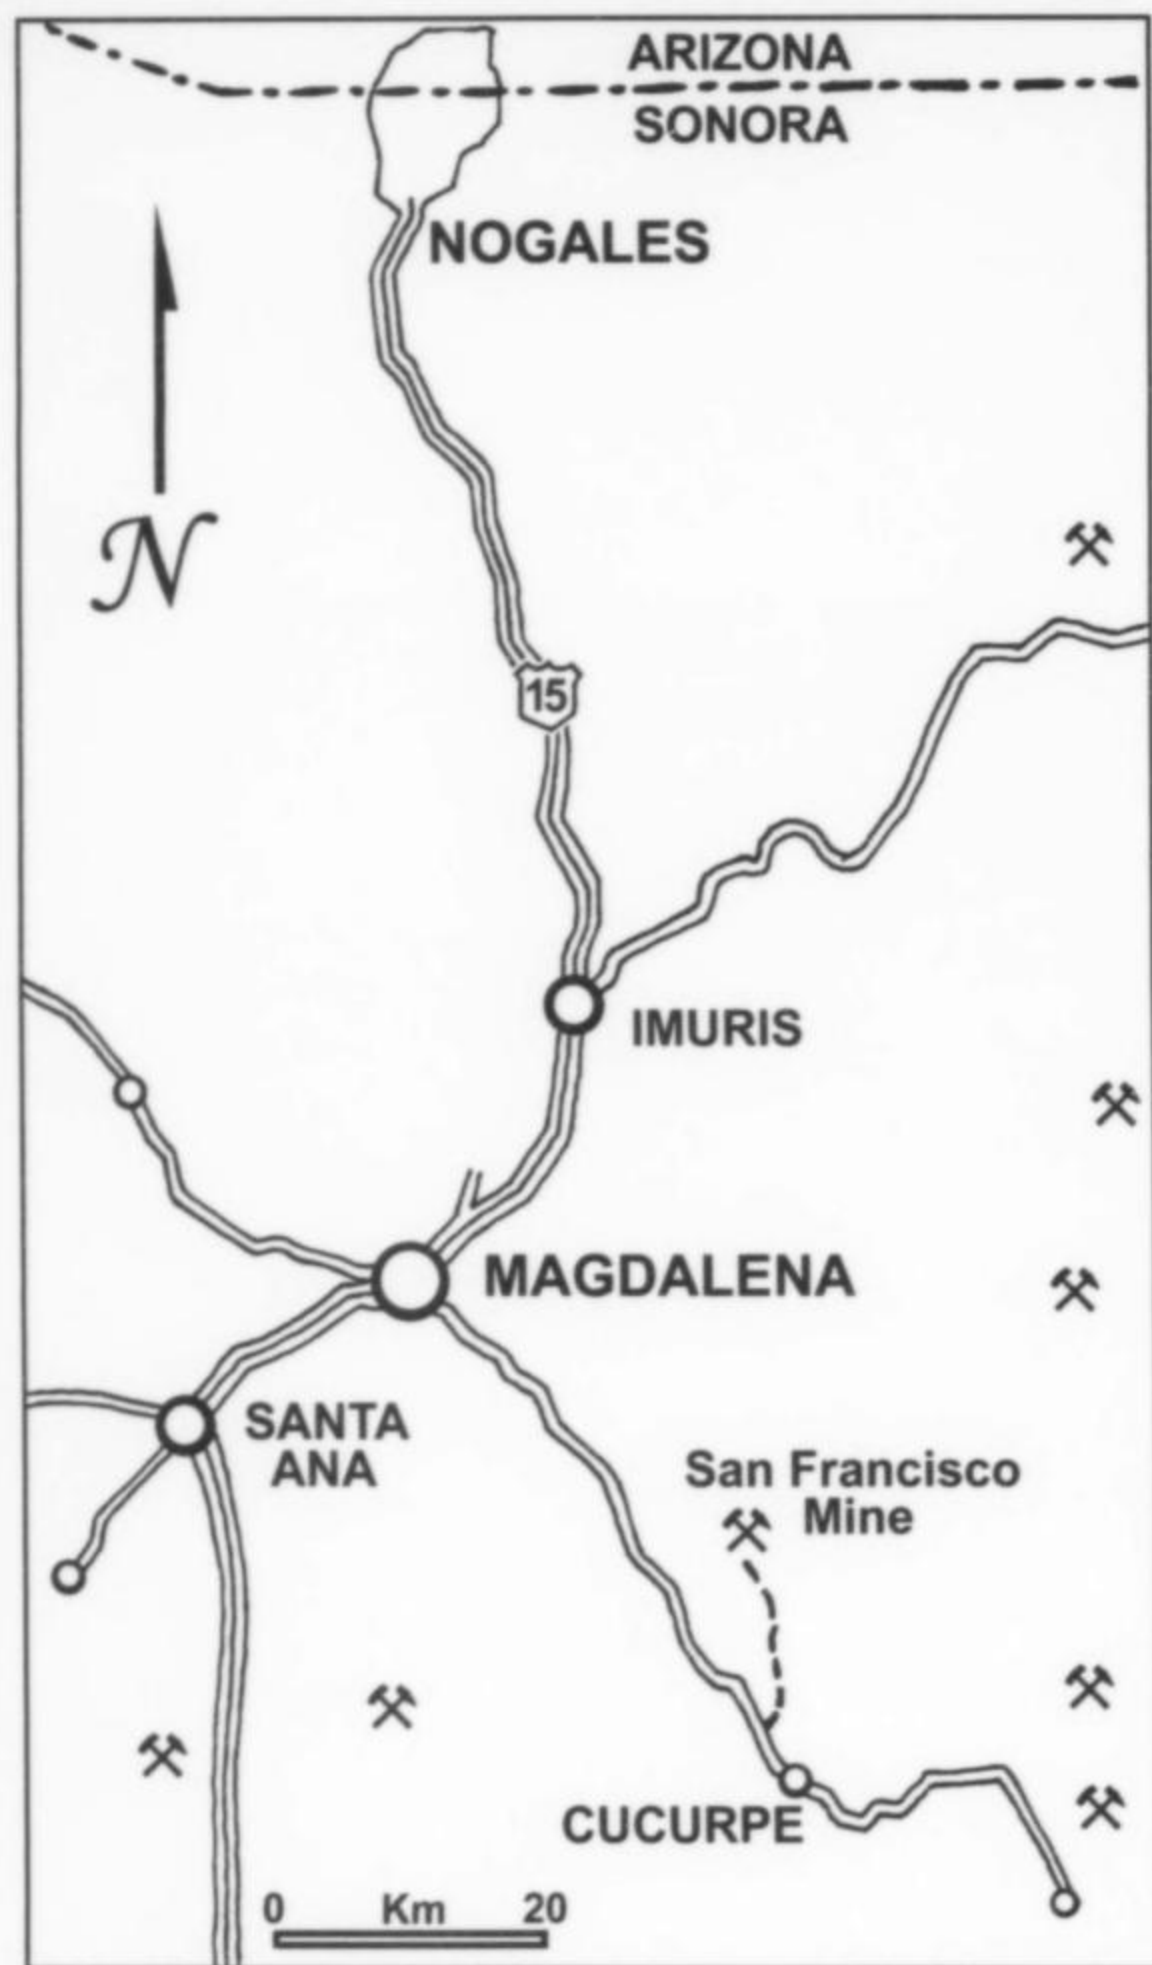 ARIZONA
SONORA
NOGALES
N
15
IMURIS
MAGDALENA
SANTA
ANA
San Francisco
Mine
CUCURPE
0 Km 20